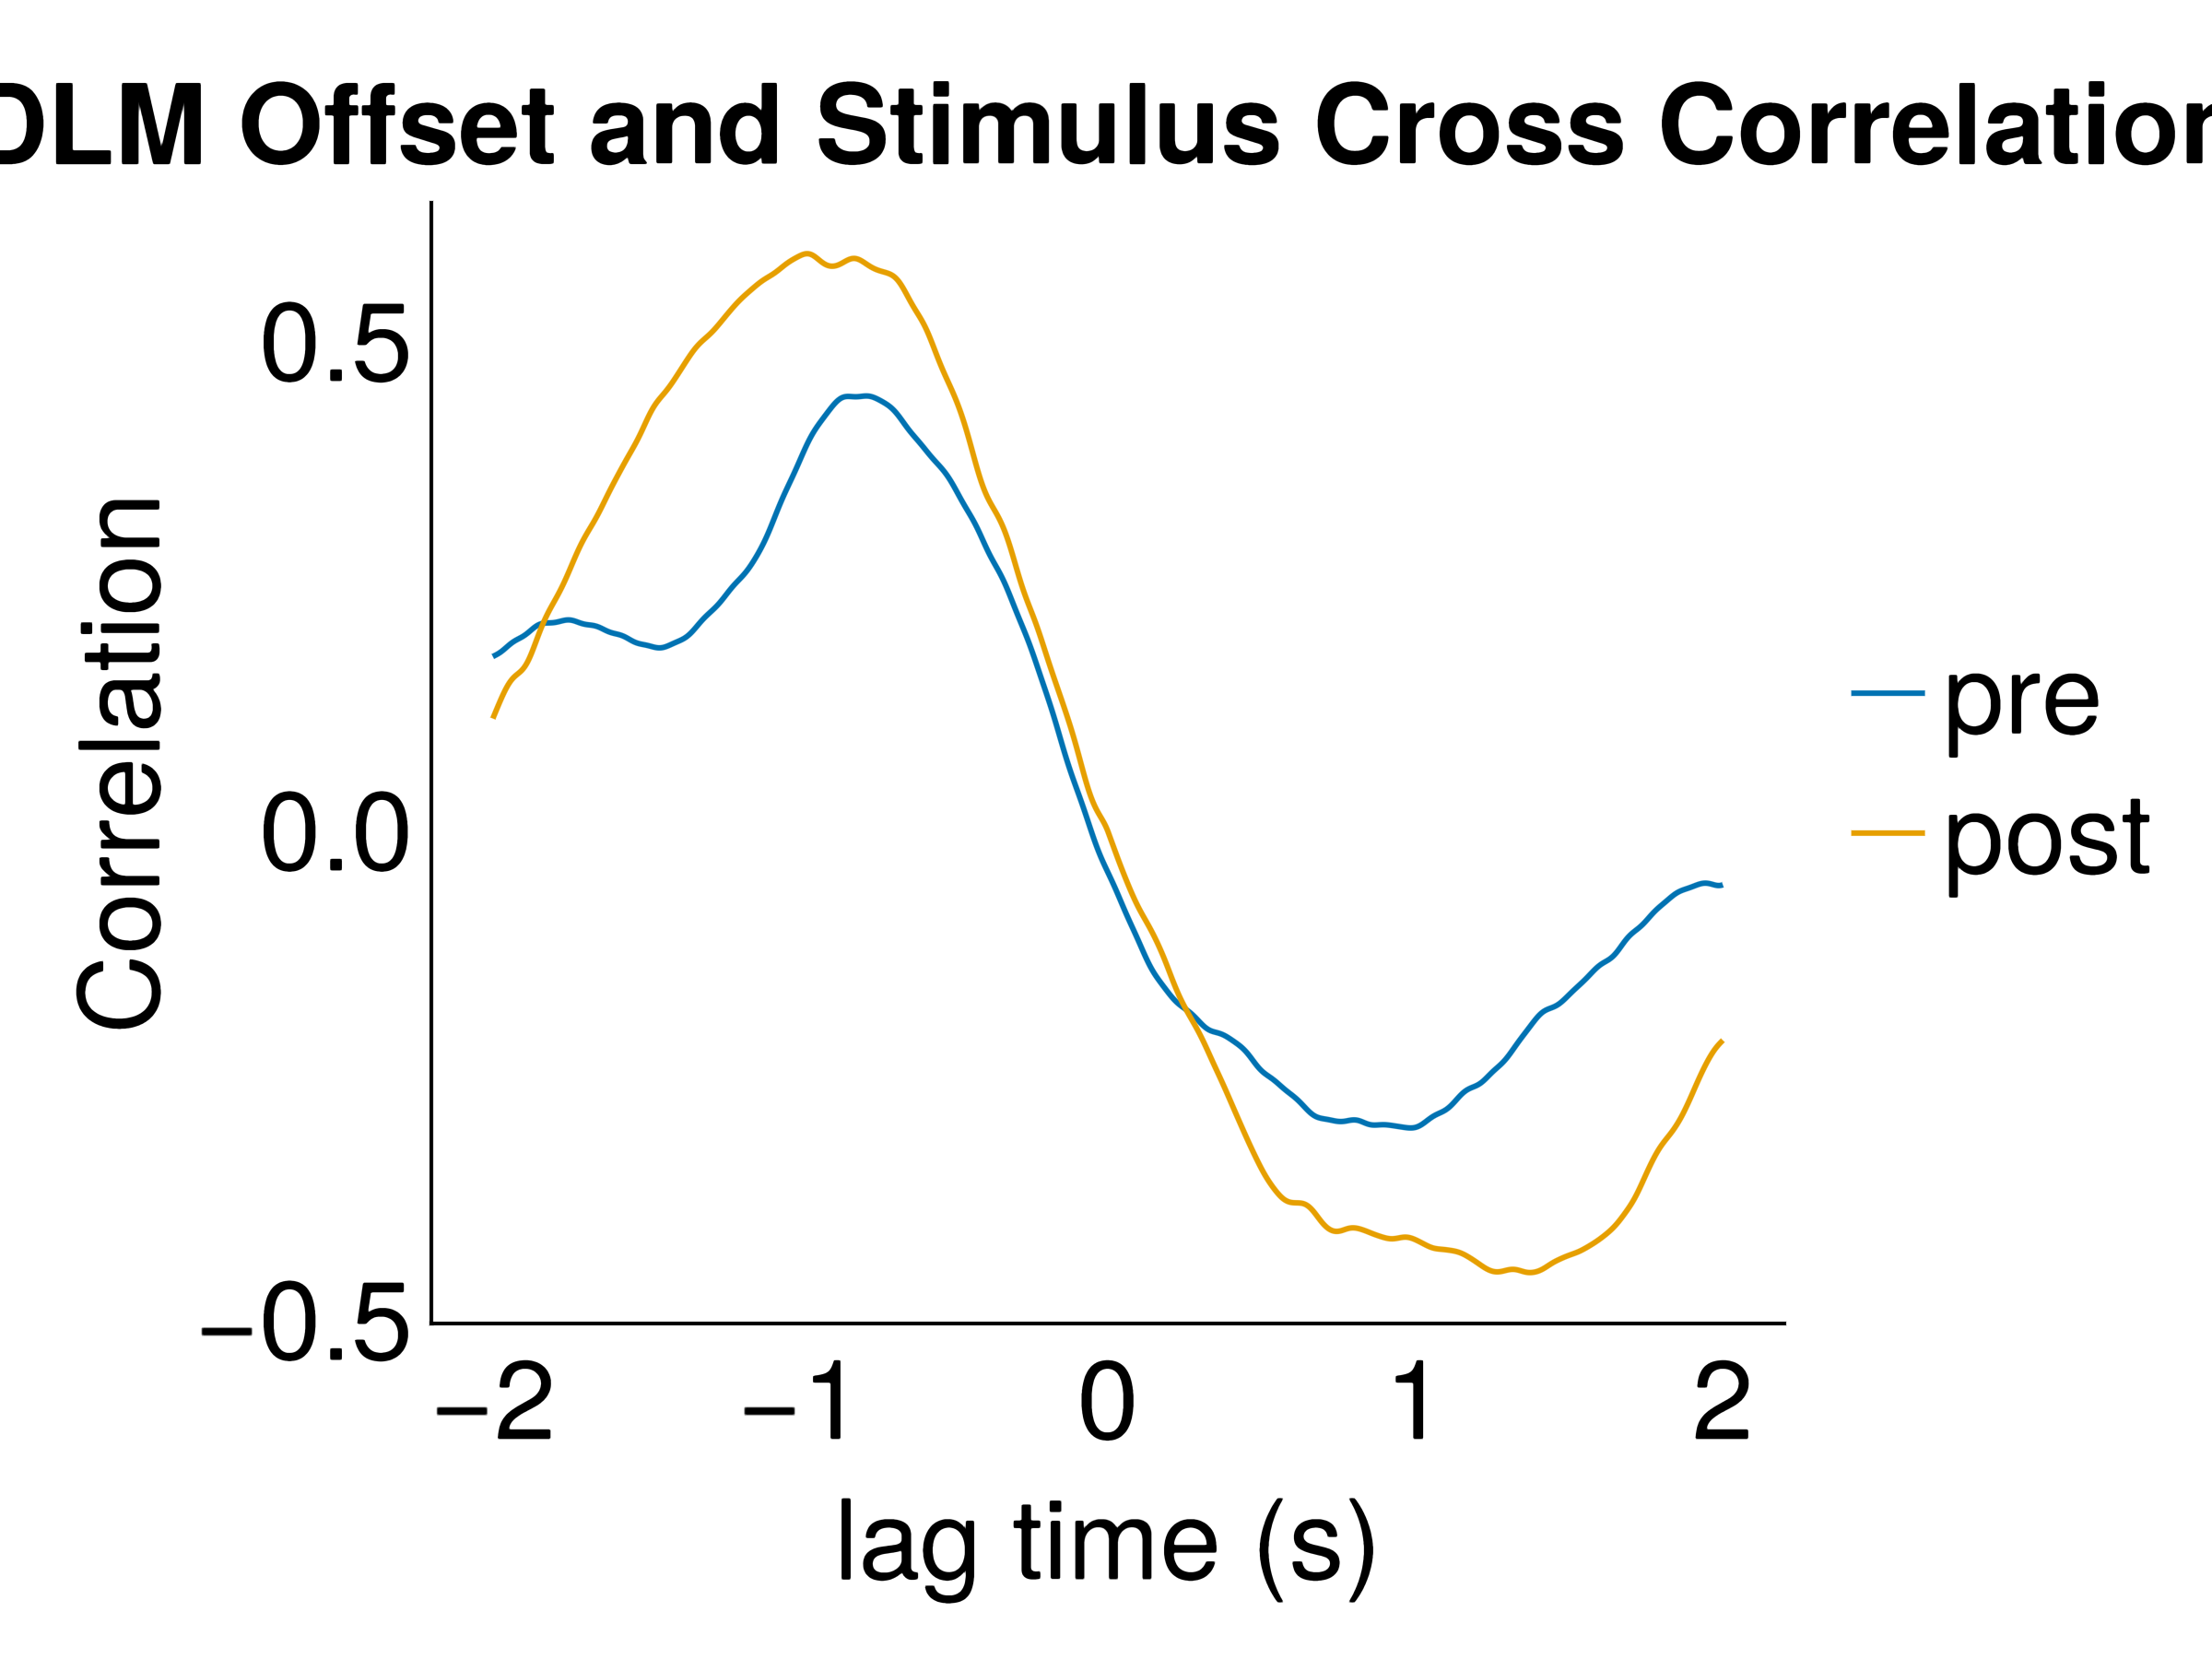 DLM Offset and Stimulus Cross Correlation
0.5
0.0
−0.5
Correlation
−2 −1 0 1 2
lag time (s)
pre
post